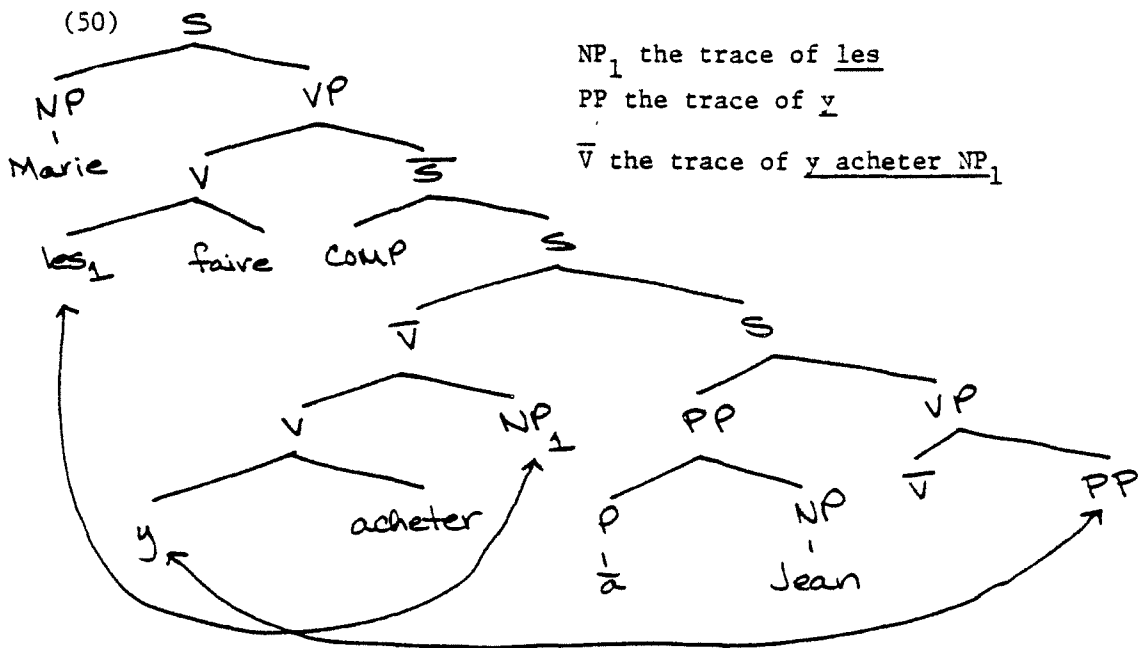 (50) S
NP₁ the trace of les
NP VP
PP the trace of y
Marie V S̅
V̅ the trace of y acheter NP₁
les₁ faire COMP S
V̅ S
V NP₁ PP VP
y acheter P NP V̅ PP
à Jean